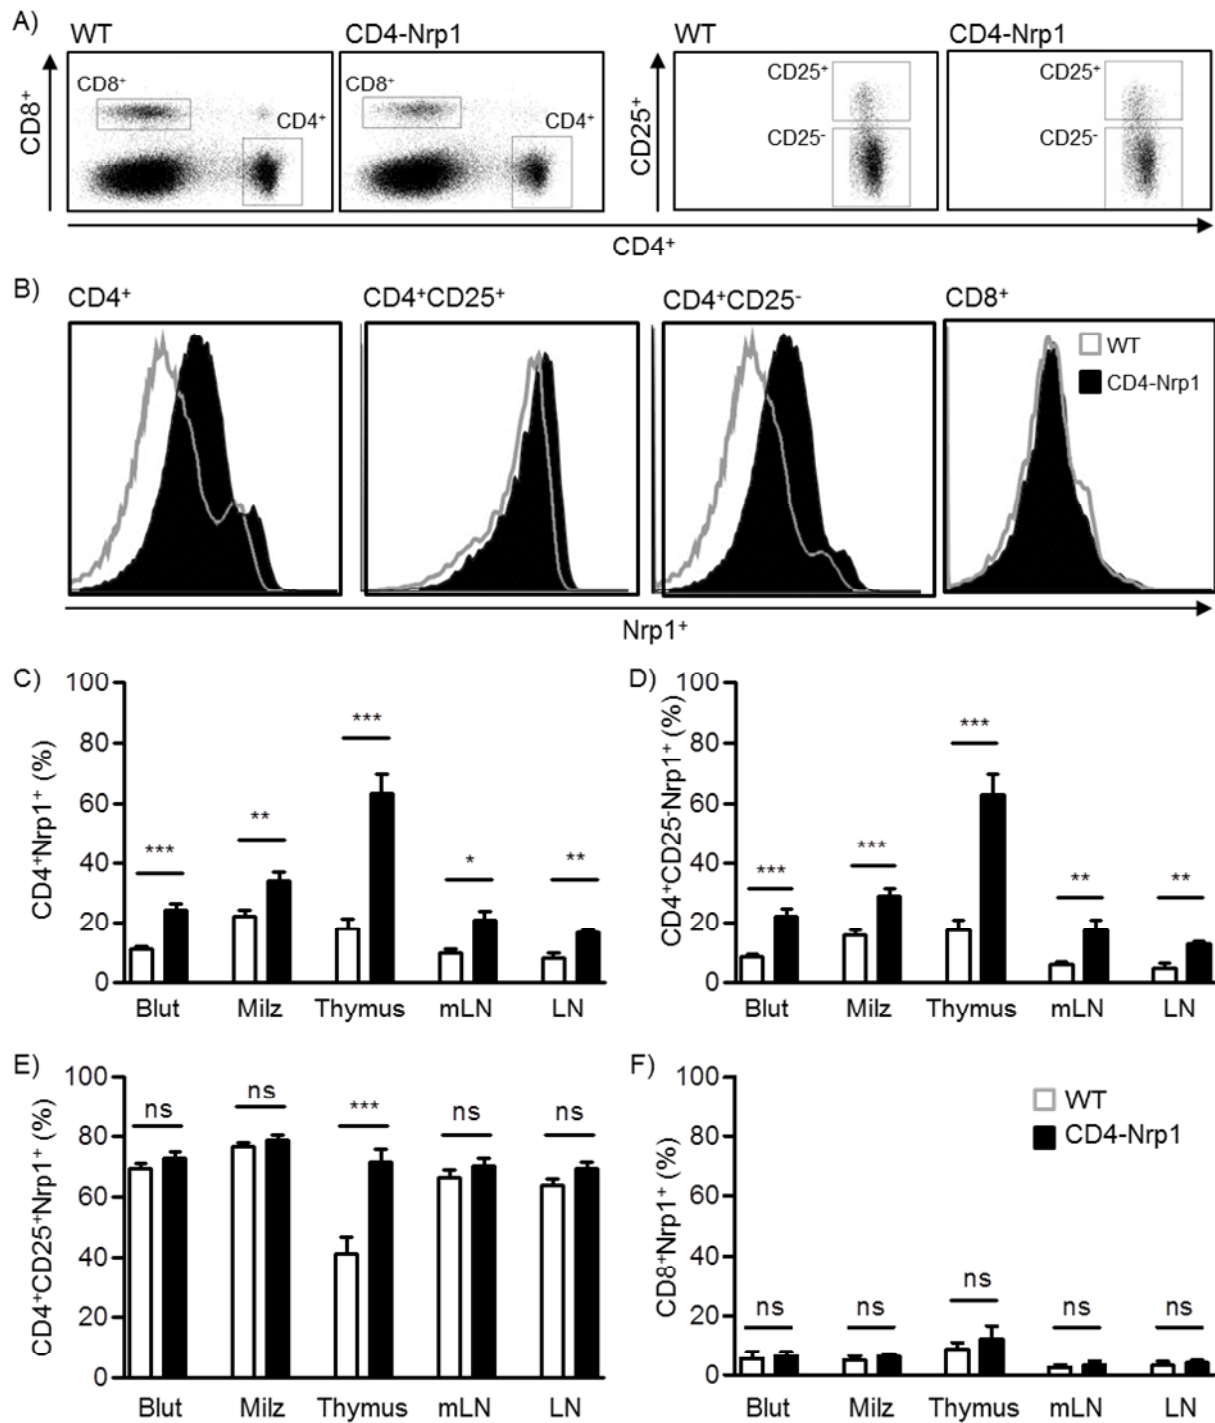 A)
WT
CD4-Nrp1
WT
CD4-Nrp1
CD8⁺
CD8⁺
CD4⁺
CD8⁺
CD4⁺
CD25⁺
CD25⁺
CD25⁻
CD25⁺
CD25⁻
CD4⁺
B)
CD4⁺
CD4⁺CD25⁺
CD4⁺CD25⁻
CD8⁺
WT
CD4-Nrp1
Nrp1⁺
C)
CD4⁺Nrp1⁺ (%)
100
80
60
40
20
0
***
**
***
*
**
Blut Milz Thymus mLN LN
D)
CD4⁺CD25⁻Nrp1⁺ (%)
100
80
60
40
20
0
***
***
***
**
**
Blut Milz Thymus mLN LN
E)
CD4⁺CD25⁺Nrp1⁺ (%)
100
80
60
40
20
0
ns
ns
***
ns
ns
Blut Milz Thymus mLN LN
F)
CD8⁺Nrp1⁺ (%)
100
80
60
40
20
0
WT
CD4-Nrp1
ns
ns
ns
ns
ns
Blut Milz Thymus mLN LN